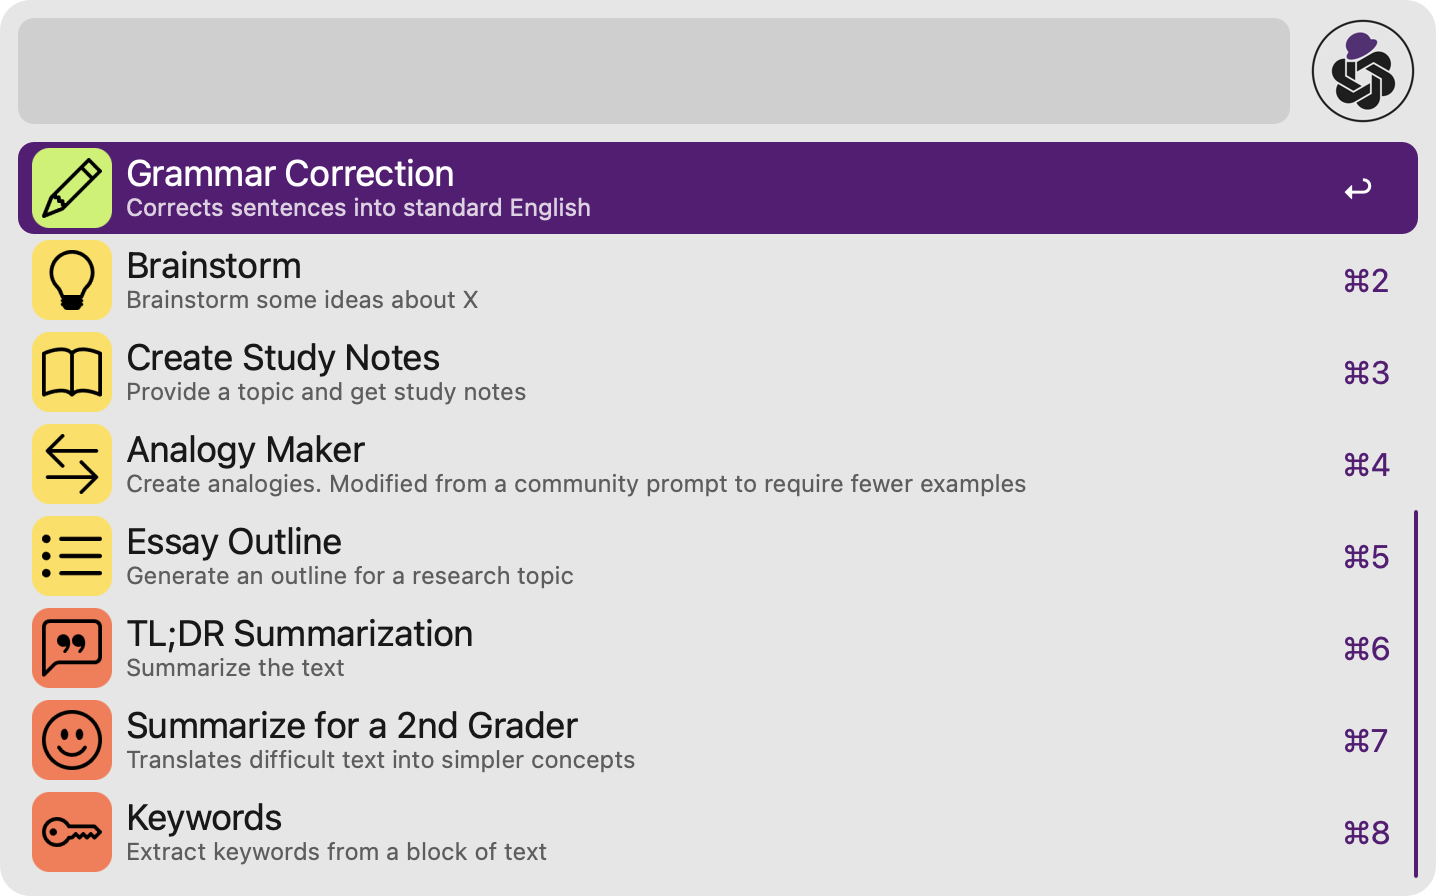 Grammar Correction
Corrects sentences into standard English
Brainstorm
Brainstorm some ideas about X
⌘2
Create Study Notes
Provide a topic and get study notes
⌘3
Analogy Maker
Create analogies. Modified from a community prompt to require fewer examples
⌘4
Essay Outline
Generate an outline for a research topic
⌘5
TL;DR Summarization
Summarize the text
⌘6
Summarize for a 2nd Grader
Translates difficult text into simpler concepts
⌘7
Keywords
Extract keywords from a block of text
⌘8